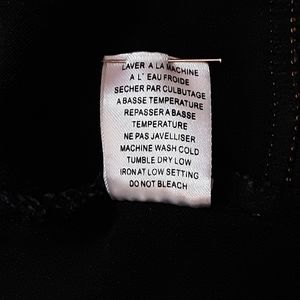 LAVER A LA MACHINE
A L' EAU FROIDE
SECHER PAR CULBUTAGE
A BASSE TEMPERATURE
REPASSER A BASSE
TEMPERATURE
NE PAS JAVELLISER
MACHINE WASH COLD
TUMBLE DRY LOW
IRON AT LOW SETTING
DO NOT BLEACH